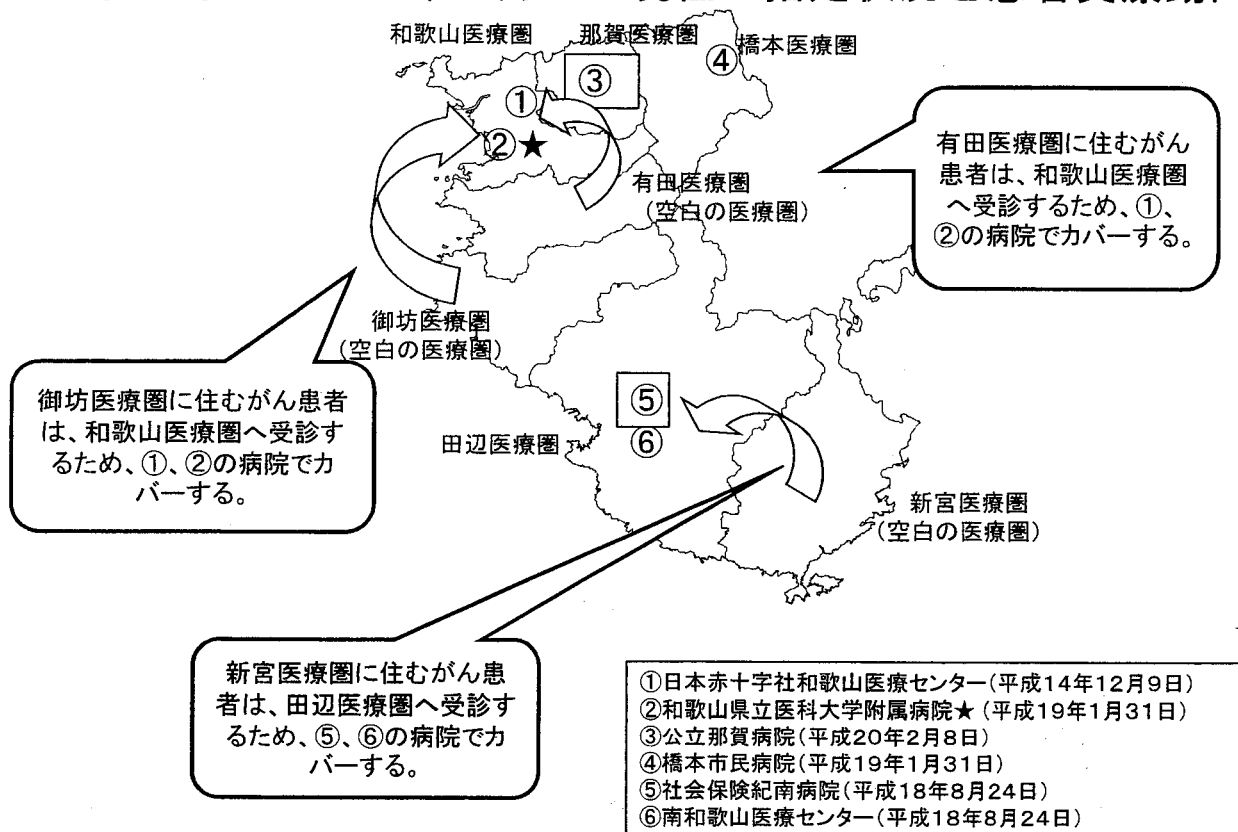 和歌山医療圏
那賀医療圏
橋本医療圏
④
③
①
②★
有田医療圏
(空白の医療圏)
有田医療圏に住むがん
患者は、和歌山医療圏
へ受診するため、①、
②の病院でカバーする。
御坊医療圏
(空白の医療圏)
御坊医療圏に住むがん患者
は、和歌山医療圏へ受診す
るため、①、②の病院でカ
バーする。
⑤
⑥
田辺医療圏
新宮医療圏
(空白の医療圏)
新宮医療圏に住むがん患
者は、田辺医療圏へ受診す
るため、⑤、⑥の病院でカ
バーする。
①日本赤十字社和歌山医療センター(平成14年12月9日)
②和歌山県立医科大学附属病院★(平成19年1月31日)
③公立那賀病院(平成20年2月8日)
④橋本市民病院(平成19年1月31日)
⑤社会保険紀南病院(平成18年8月24日)
⑥南和歌山医療センター(平成18年8月24日)